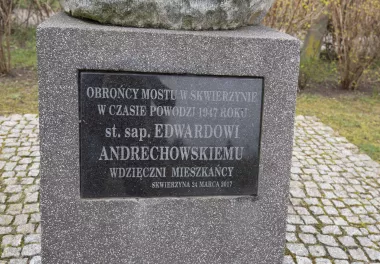 OBROŃCY MOSTU W SKWIERZYNIE
W CZASIE POWODZI 1947 ROKU
st. sap. EDWARDOWI
ANDRECHOWSKIEMU
WDZIĘCZNI MIESZKAŃCY
SKWIERZYNA 24 MARCA 2017